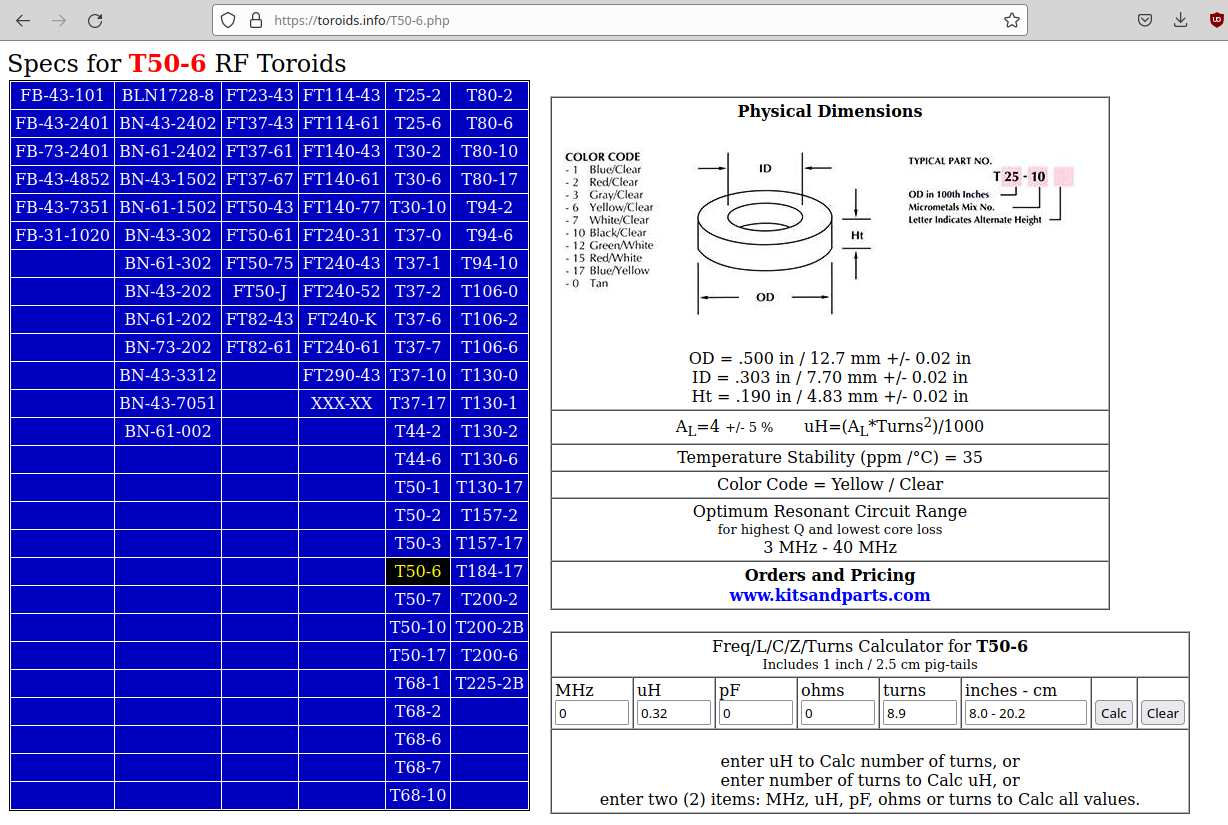 https://toroids.info/T50-6.php
Specs for T50-6 RF Toroids
FB-43-101 BLN1728-8 FT23-43 FT114-43 T25-2 T80-2
FB-43-2401 BN-43-2402 FT37-43 FT114-61 T25-6 T80-6
FB-73-2401 BN-61-2402 FT37-61 FT140-43 T30-2 T80-10
FB-43-4852 BN-43-1502 FT37-67 FT140-61 T30-6 T80-17
FB-43-7351 BN-61-1502 FT50-43 FT140-77 T30-10 T94-2
FB-31-1020 BN-43-302 FT50-61 FT240-31 T37-0 T94-6
BN-61-302 FT50-75 FT240-43 T37-1 T94-10
BN-43-202 FT50-J FT240-52 T37-2 T106-0
BN-61-202 FT82-43 FT240-K T37-6 T106-2
BN-73-202 FT82-61 FT240-61 T37-7 T106-6
BN-43-3312 FT290-43 T37-10 T130-0
BN-43-7051 XXX-XX T37-17 T130-1
BN-61-002 T44-2 T130-2
T44-6 T130-6
T50-1 T130-17
T50-2 T157-2
T50-3 T157-17
T50-6 T184-17
T50-7 T200-2
T50-10 T200-2B
T50-17 T200-6
T68-1 T225-2B
T68-2
T68-6
T68-7
T68-10
Physical Dimensions
COLOR CODE
- 1 Blue/Clear
- 2 Red/Clear
- 3 Gray/Clear
- 6 Yellow/Clear
- 7 White/Clear
- 10 Black/Clear
- 12 Green/White
- 15 Red/White
- 17 Blue/Yellow
- 0 Tan
ID
Ht
OD
TYPICAL PART NO.
T 25 - 10
OD in 100th Inches
Micrometals Mix No.
Letter Indicates Alternate Height
OD = .500 in / 12.7 mm +/- 0.02 in
ID = .303 in / 7.70 mm +/- 0.02 in
Ht = .190 in / 4.83 mm +/- 0.02 in
AL=4 +/- 5 % uH=(AL*Turns2)/1000
Temperature Stability (ppm /°C) = 35
Color Code = Yellow / Clear
Optimum Resonant Circuit Range
for highest Q and lowest core loss
3 MHz - 40 MHz
Orders and Pricing
www.kitsandparts.com
Freq/L/C/Z/Turns Calculator for T50-6
Includes 1 inch / 2.5 cm pig-tails
MHz uH pF ohms turns inches - cm
0 0.32 0 0 8.9 8.0 - 20.2 Calc Clear
enter uH to Calc number of turns, or
enter number of turns to Calc uH, or
enter two (2) items: MHz, uH, pF, ohms or turns to Calc all values.